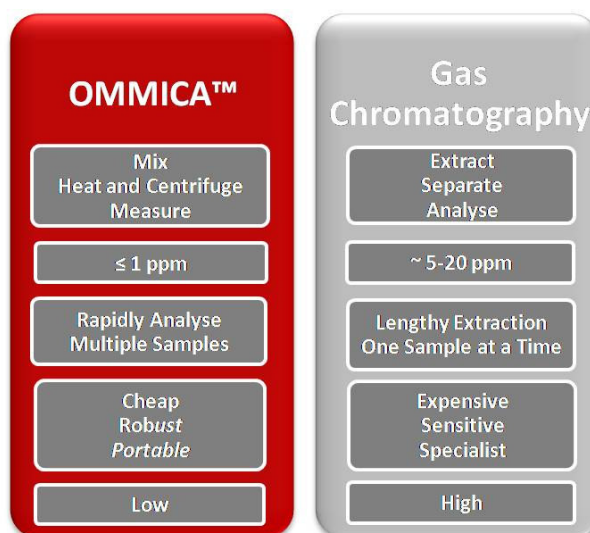 OMMICA™
Mix
Heat and Centrifuge
Measure
≤ 1 ppm
Rapidly Analyse
Multiple Samples
Cheap
Robust
Portable
Low
Gas
Chromatography
Extract
Separate
Analyse
~ 5-20 ppm
Lengthy Extraction
One Sample at a Time
Expensive
Sensitive
Specialist
High